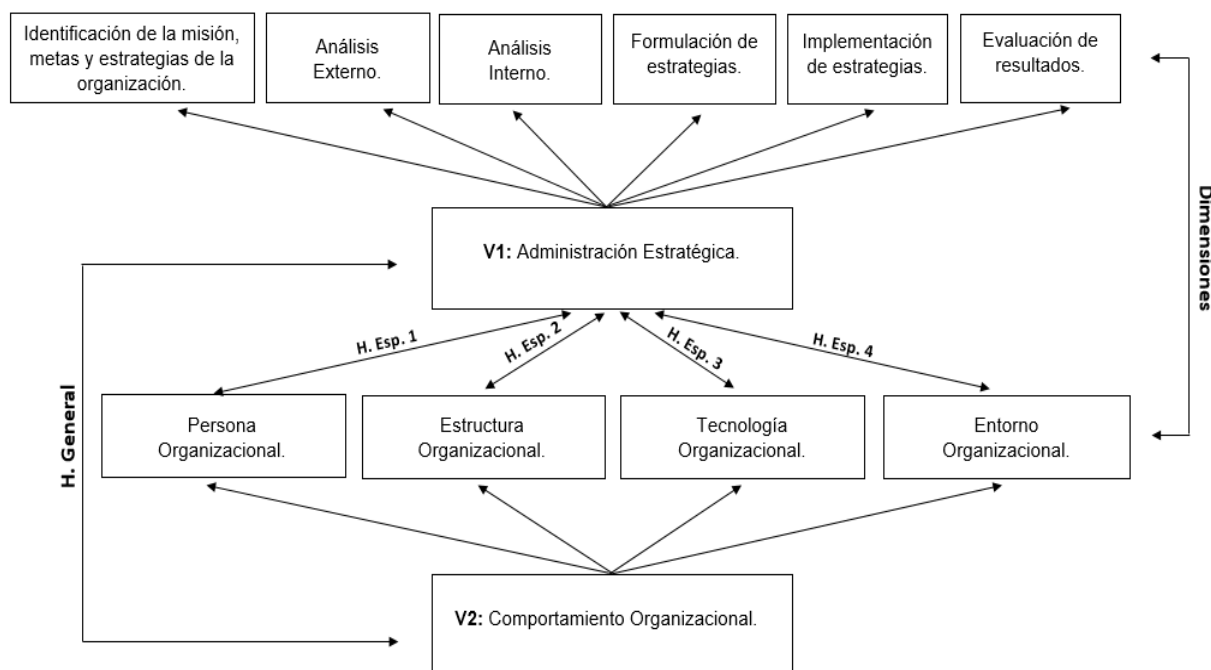 Identificación de la misión,
metas y estrategias de la
organización.
Análisis
Externo.
Análisis
Interno.
Formulación de
estrategias.
Implementación
de estrategias.
Evaluación de
resultados.
Dimensiones
V1: Administración Estratégica.
H. General
H. Esp. 1
H. Esp. 2
H. Esp. 3
H. Esp. 4
Persona
Organizacional.
Estructura
Organizacional.
Tecnología
Organizacional.
Entorno
Organizacional.
V2: Comportamiento Organizacional.